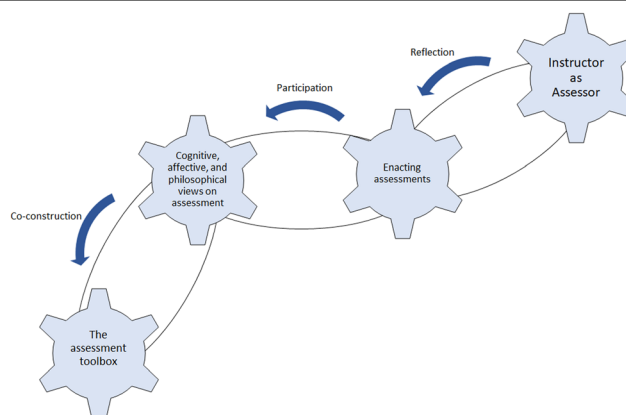 Reflection
Instructor
as
Assessor
Participation
Enacting
assessments
Cognitive,
affective, and
philosophical
views on
assessment
Co-construction
The
assessment
toolbox